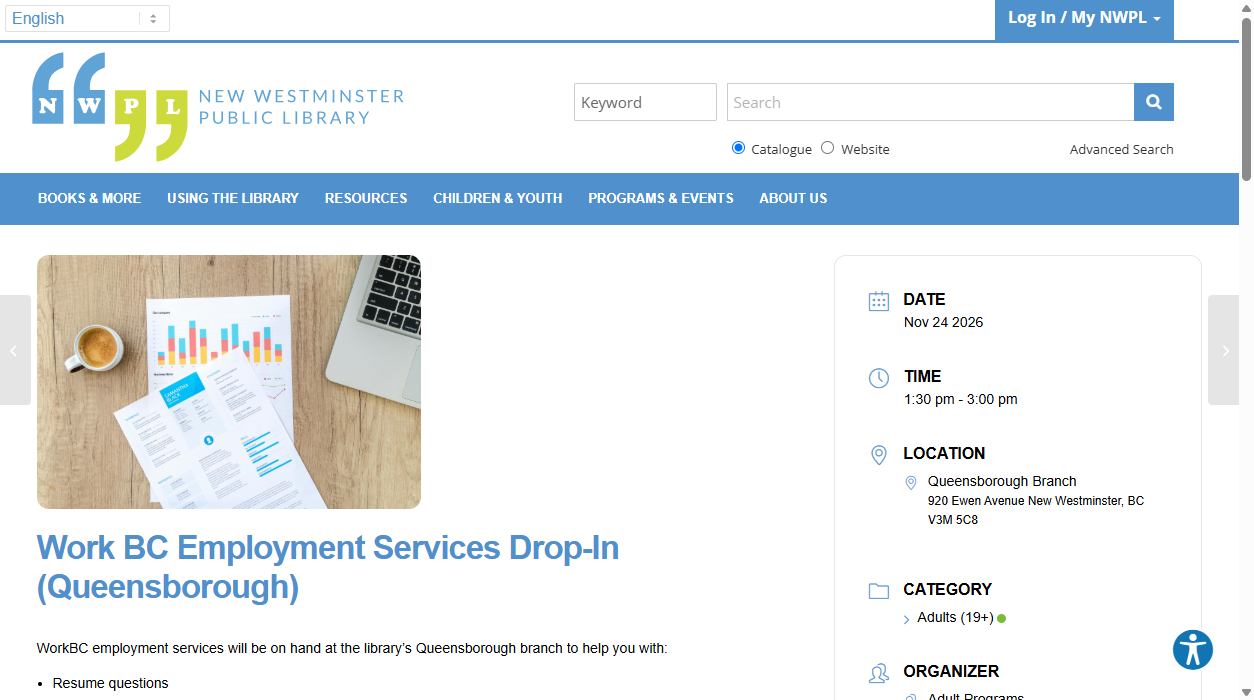 English
Log In / My NWPL
N W P L
NEW WESTMINSTER
PUBLIC LIBRARY
Keyword
Search
Catalogue
Website
Advanced Search
BOOKS & MORE
USING THE LIBRARY
RESOURCES
CHILDREN & YOUTH
PROGRAMS & EVENTS
ABOUT US
SAMANTHA
BLACK
Work BC Employment Services Drop-In
(Queensborough)
WorkBC employment services will be on hand at the library’s Queensborough branch to help you with:
• Resume questions
DATE
Nov 24 2026
TIME
1:30 pm - 3:00 pm
LOCATION
Queensborough Branch
920 Ewen Avenue New Westminster, BC
V3M 5C8
CATEGORY
Adults (19+)
ORGANIZER
Adult Programs